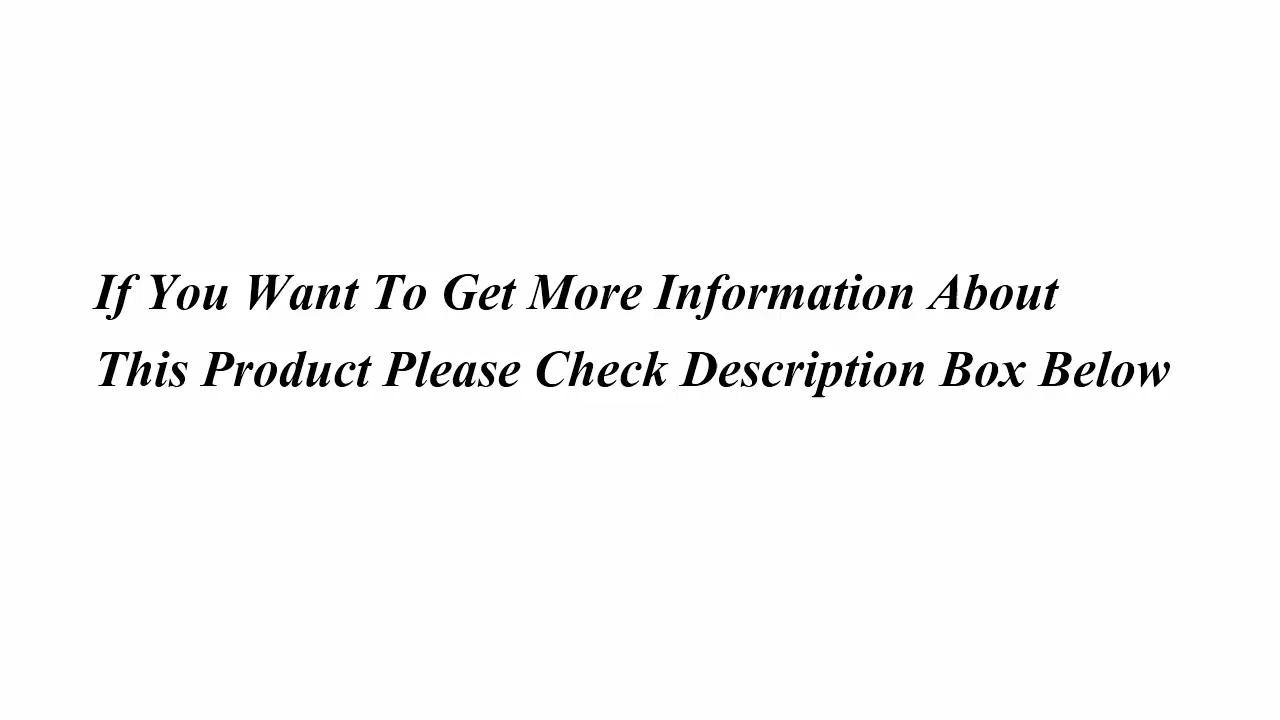 If You Want To Get More Information About
This Product Please Check Description Box Below